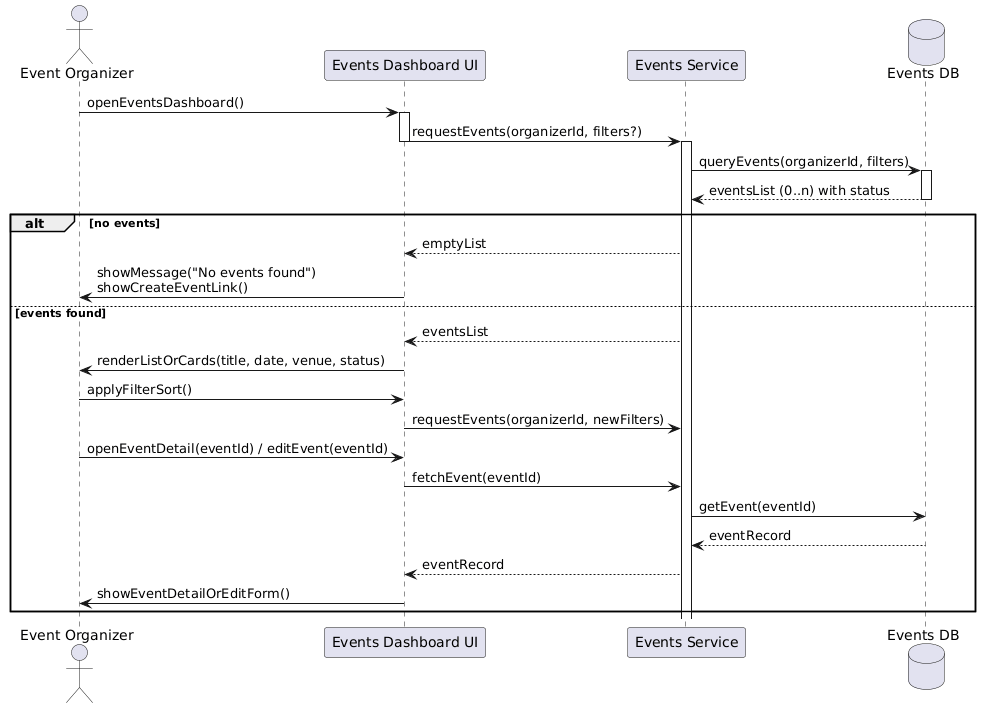 Event Organizer
Events Dashboard UI
Events Service
Events DB
openEventsDashboard()
requestEvents(organizerId, filters?)
queryEvents(organizerId, filters)
eventsList (0..n) with status
alt
[no events]
emptyList
showMessage("No events found")
showCreateEventLink()
[events found]
eventsList
renderListOrCards(title, date, venue, status)
applyFilterSort()
requestEvents(organizerId, newFilters)
openEventDetail(eventId) / editEvent(eventId)
fetchEvent(eventId)
getEvent(eventId)
eventRecord
eventRecord
showEventDetailOrEditForm()
Event Organizer
Events Dashboard UI
Events Service
Events DB